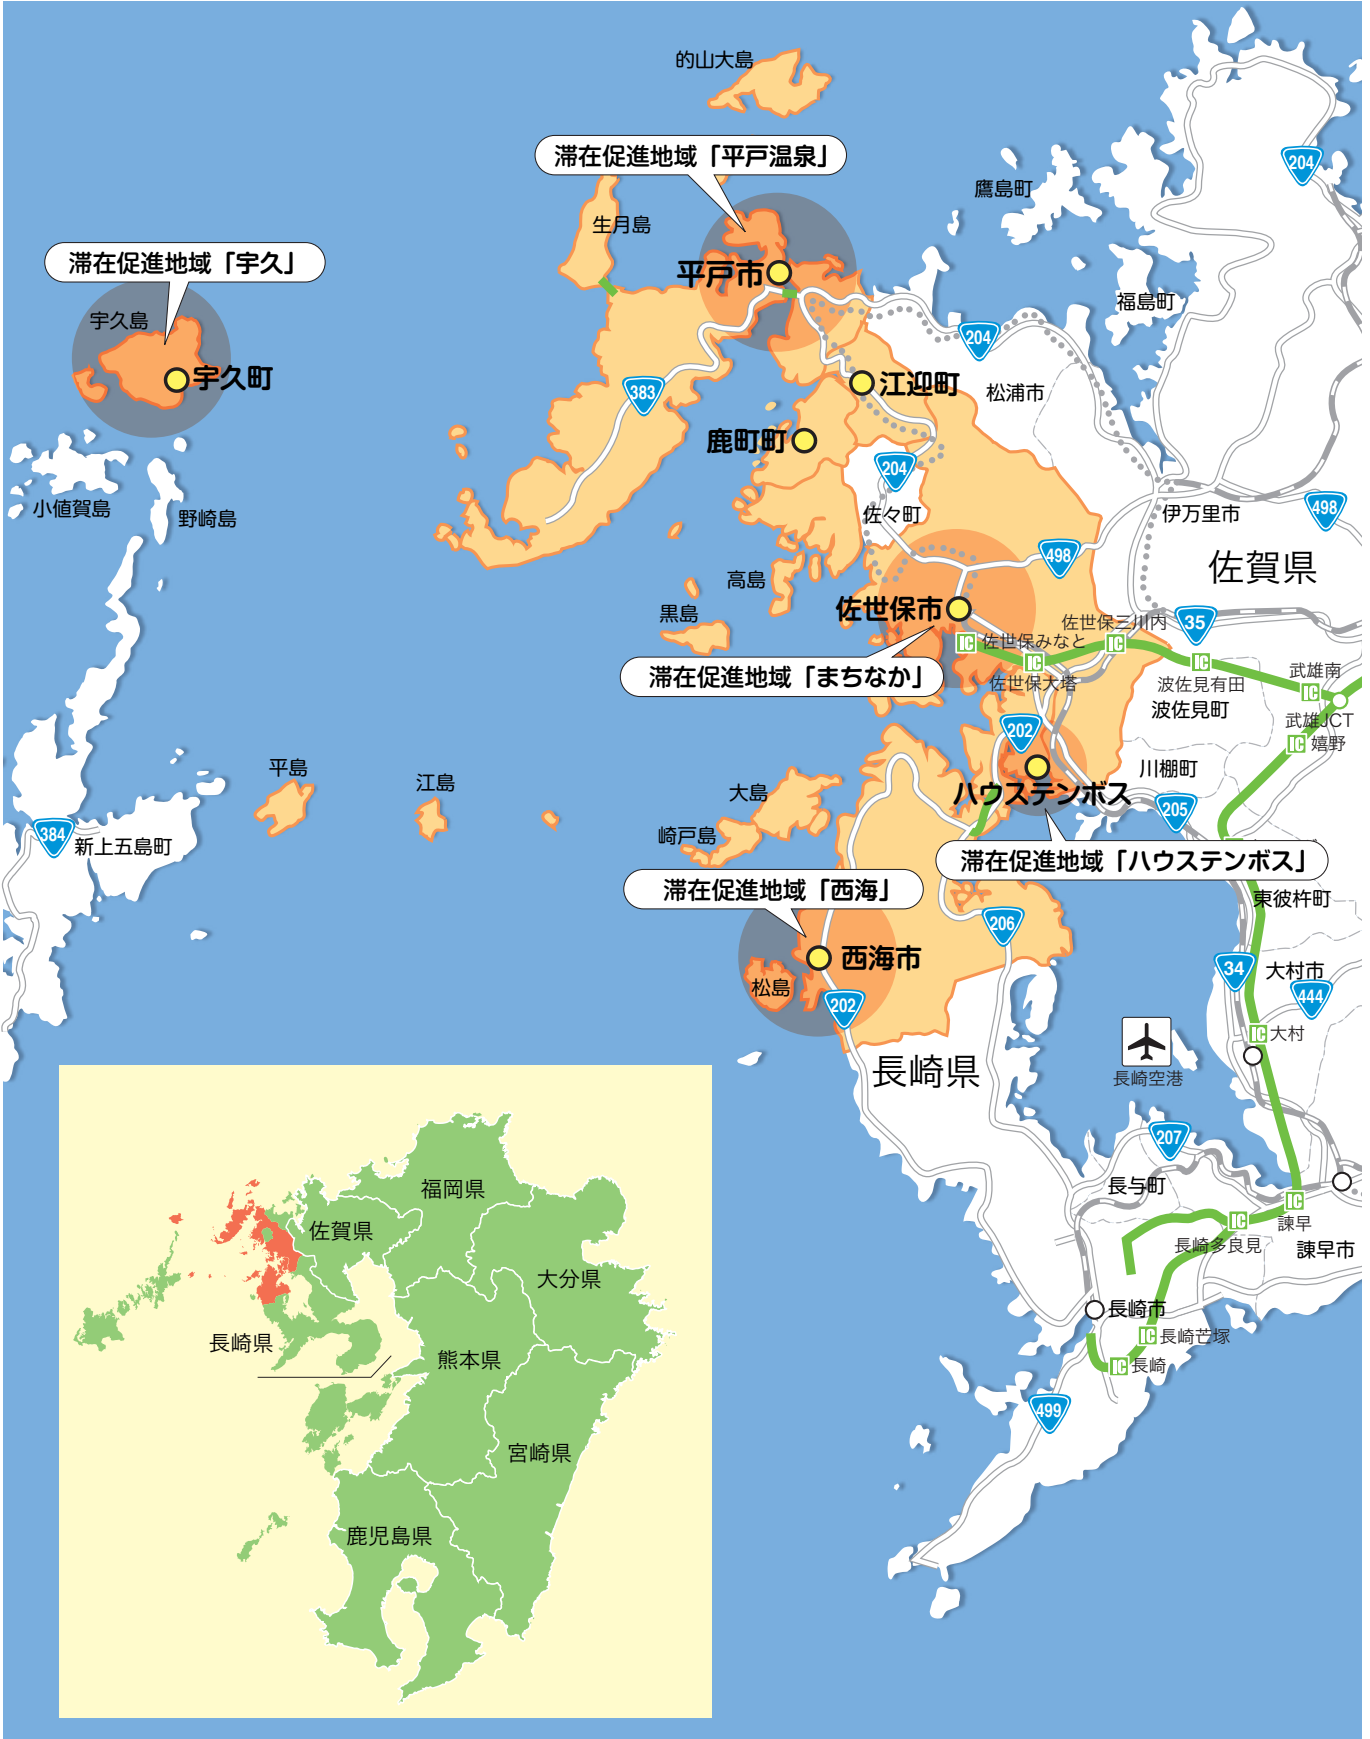 的山大島
滞在促進地域「平戸温泉」
204
鷹島町
生月島
滞在促進地域「宇久」
平戸市
福島町
宇久島
204
宇久町
383
江迎町
松浦市
鹿町町
204
小値賀島
野崎島
佐々町
伊万里市
498
498
佐賀県
高島
黒島
佐世保市
佐世保三川内
35
IC 佐世保みなと
IC
IC
IC
滞在促進地域「まちなか」
佐世保大塔
波佐見有田
武雄南
IC
波佐見町
武雄JCT
202
IC 嬉野
平島
江島
大島
川棚町
ハウステンボス
205
384
新上五島町
崎戸島
滞在促進地域「ハウステンボス」
滞在促進地域「西海」
東彼杵町
206
西海市
34
大村市
松島
202
444
IC 大村
長崎県
長崎空港
207
長与町
福岡県
IC
諫早
佐賀県
IC
長崎多良見
諫早市
大分県
長崎市
長崎県
IC 長崎芒塚
熊本県
IC 長崎
499
宮崎県
鹿児島県